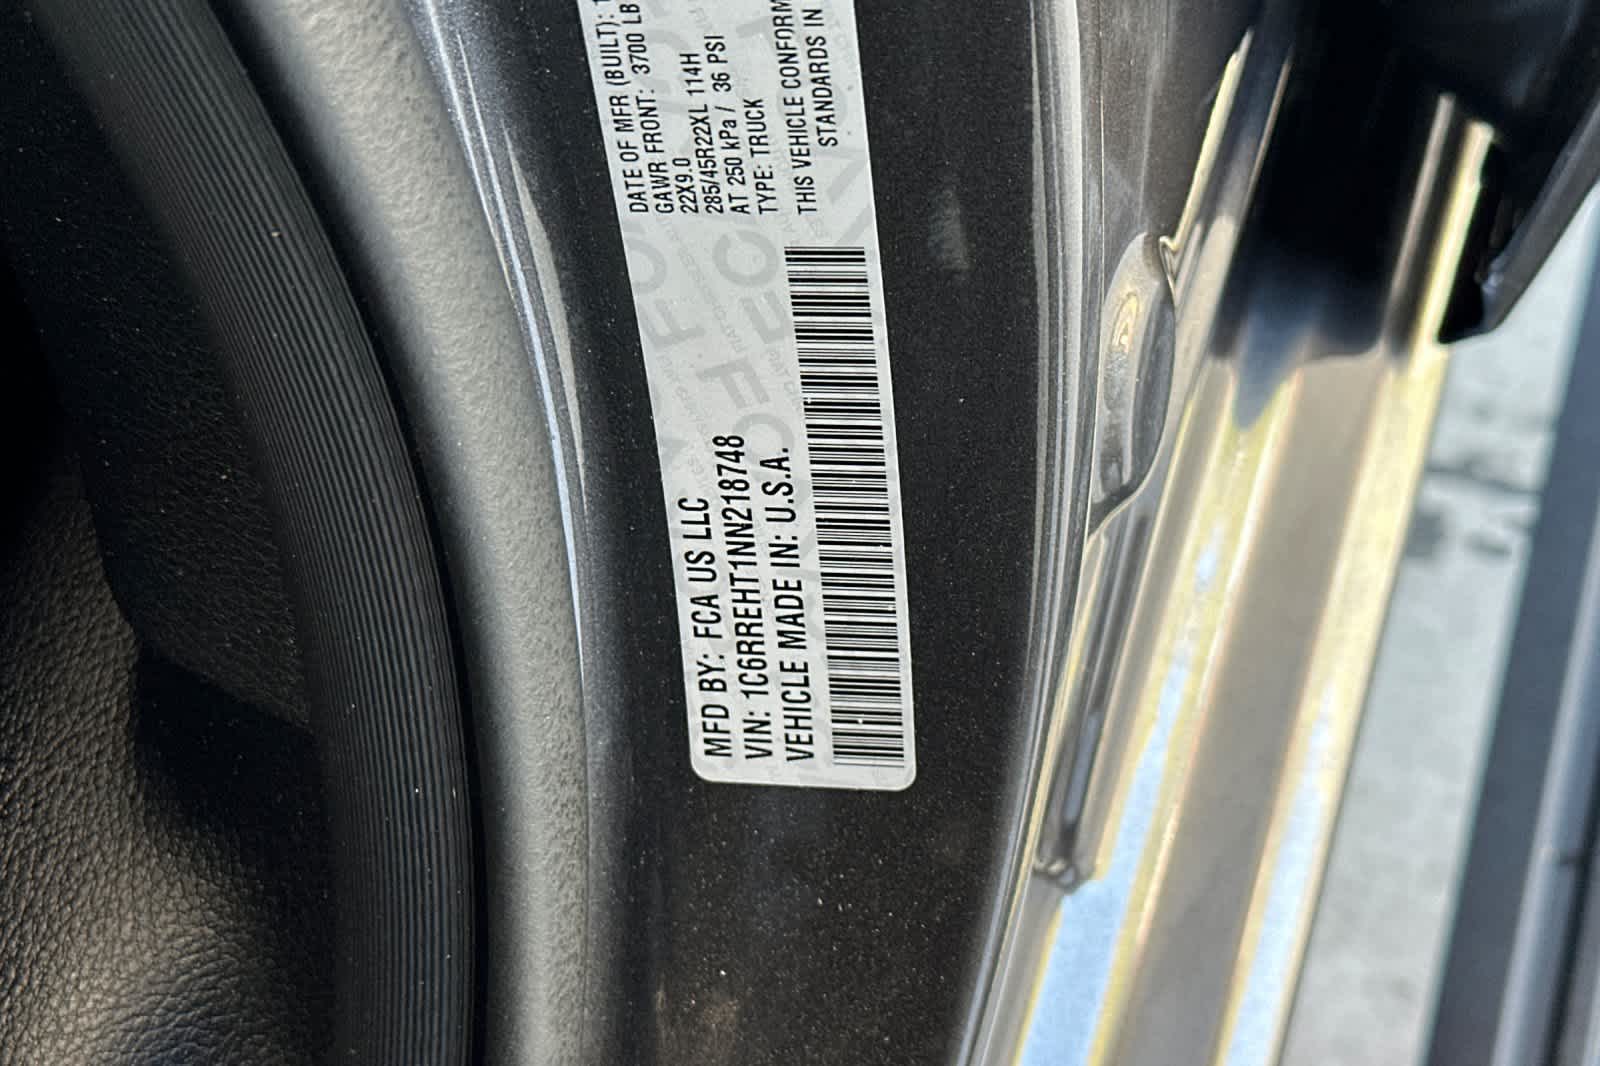 MFD BY: FCA US LLC
VIN: 1C6RREHT1NN218748
VEHICLE MADE IN: U.S.A.
DATE OF MFR (BUILT):
GAWR FRONT: 3700 LB
22X9.0
285/45R22XL 114H
AT 250 kPa / 36 PSI
TYPE: TRUCK
THIS VEHICLE CONFORM
STANDARDS IN